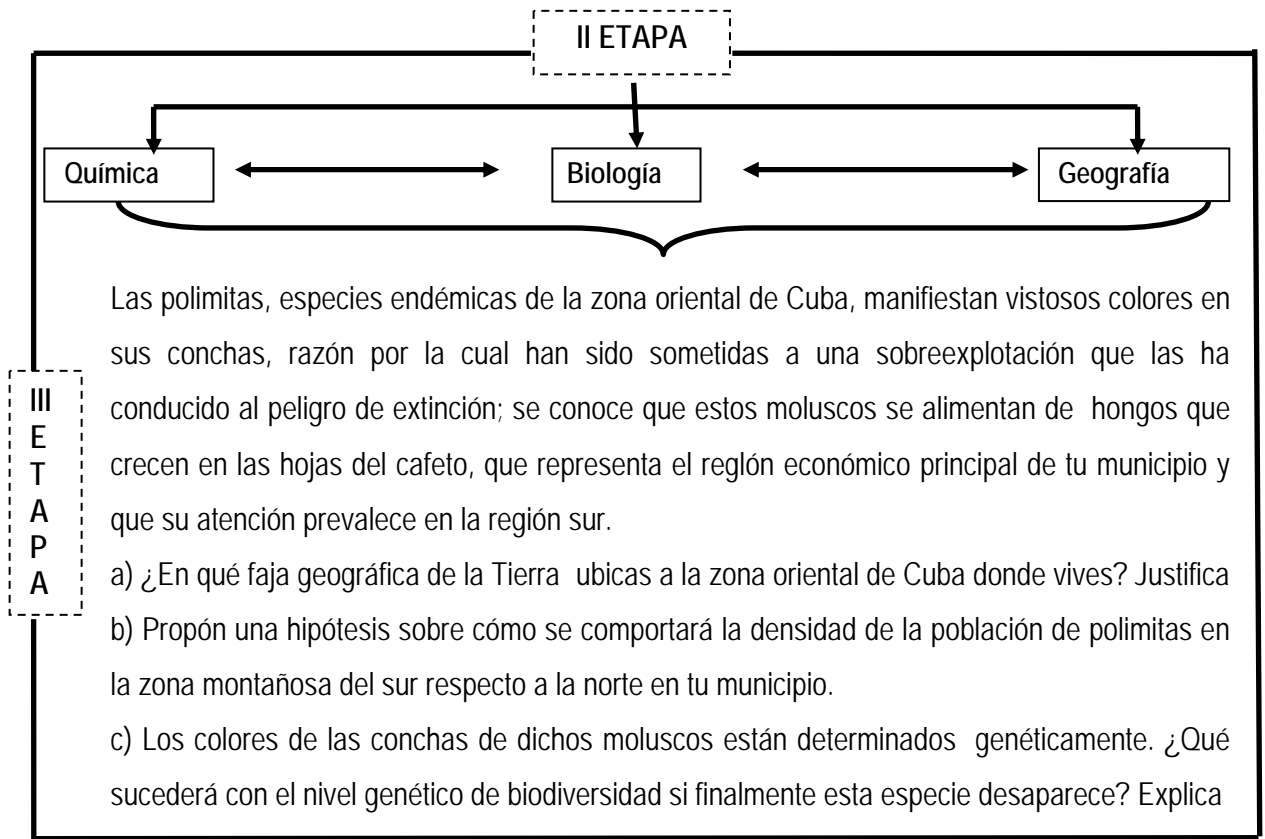 II ETAPA
Química
Biología
Geografía
Las polimitas, especies endémicas de la zona oriental de Cuba, manifiestan vistosos colores en
sus conchas, razón por la cual han sido sometidas a una sobreexplotación que las ha
conducido al peligro de extinción; se conoce que estos moluscos se alimentan de hongos que
crecen en las hojas del cafeto, que representa el reglón económico principal de tu municipio y
que su atención prevalece en la región sur.
a) ¿En qué faja geográfica de la Tierra ubicas a la zona oriental de Cuba donde vives? Justifica
b) Propón una hipótesis sobre cómo se comportará la densidad de la población de polimitas en
la zona montañosa del sur respecto a la norte en tu municipio.
c) Los colores de las conchas de dichos moluscos están determinados genéticamente. ¿Qué
sucederá con el nivel genético de biodiversidad si finalmente esta especie desaparece? Explica
III
E
T
A
P
A